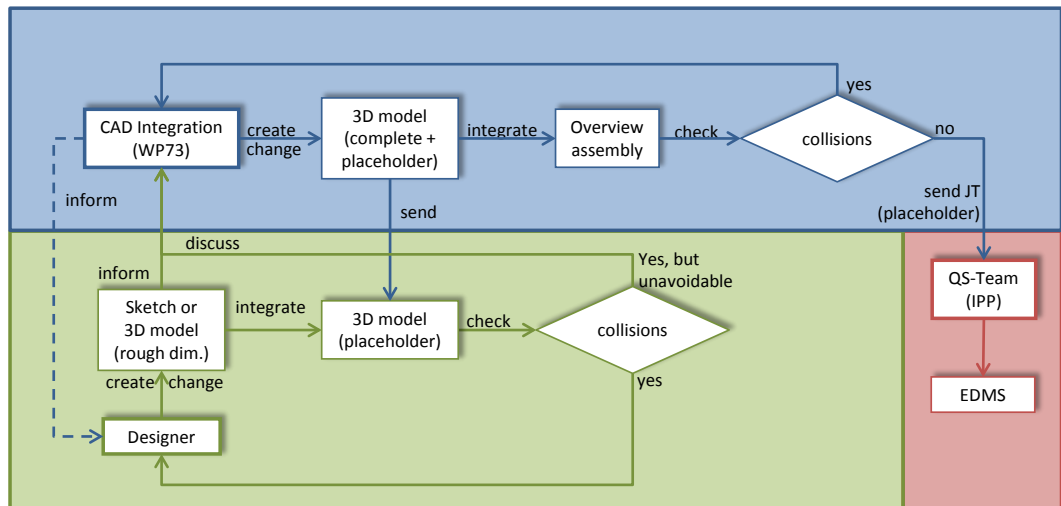 yes
CAD Integration
(WP73)
create
change
3D model
(complete +
placeholder)
integrate
Overview
assembly
check
collisions
no
inform
send
send JT
(placeholder)
discuss
inform
Yes, but
unavoidable
Sketch or
3D model
(rough dim.)
integrate
3D model
(placeholder)
check
collisions
QS-Team
(IPP)
create change
yes
EDMS
Designer